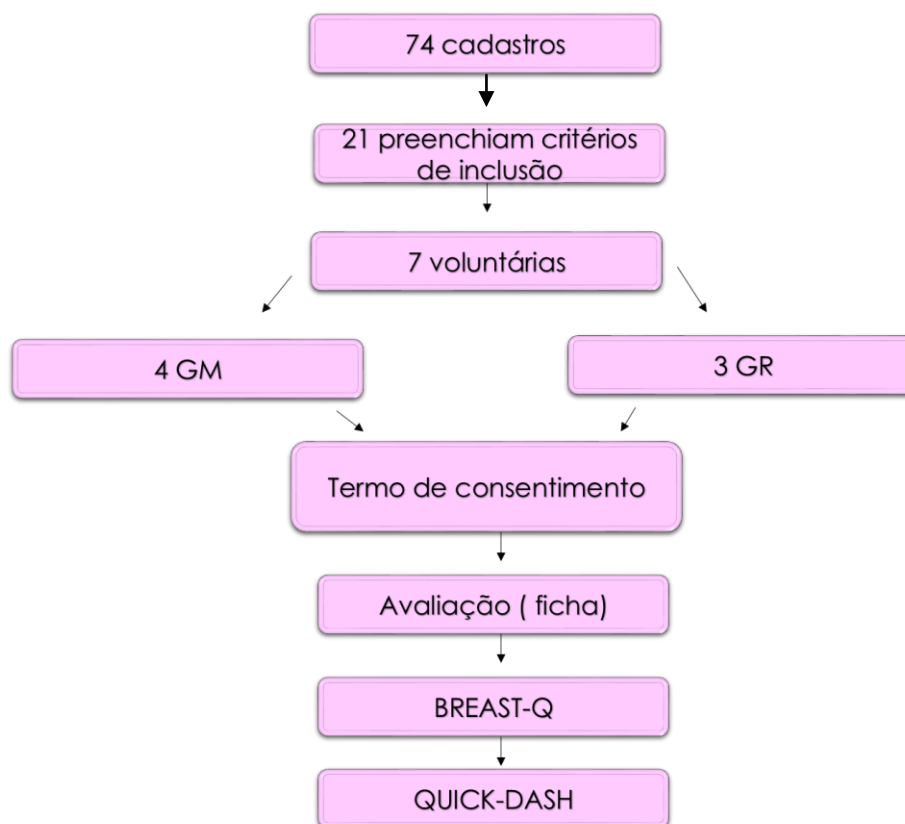 74 cadastros
21 preenchiam critérios
de inclusão
7 voluntárias
4 GM
3 GR
Termo de consentimento
Avaliação ( ficha)
BREAST-Q
QUICK-DASH